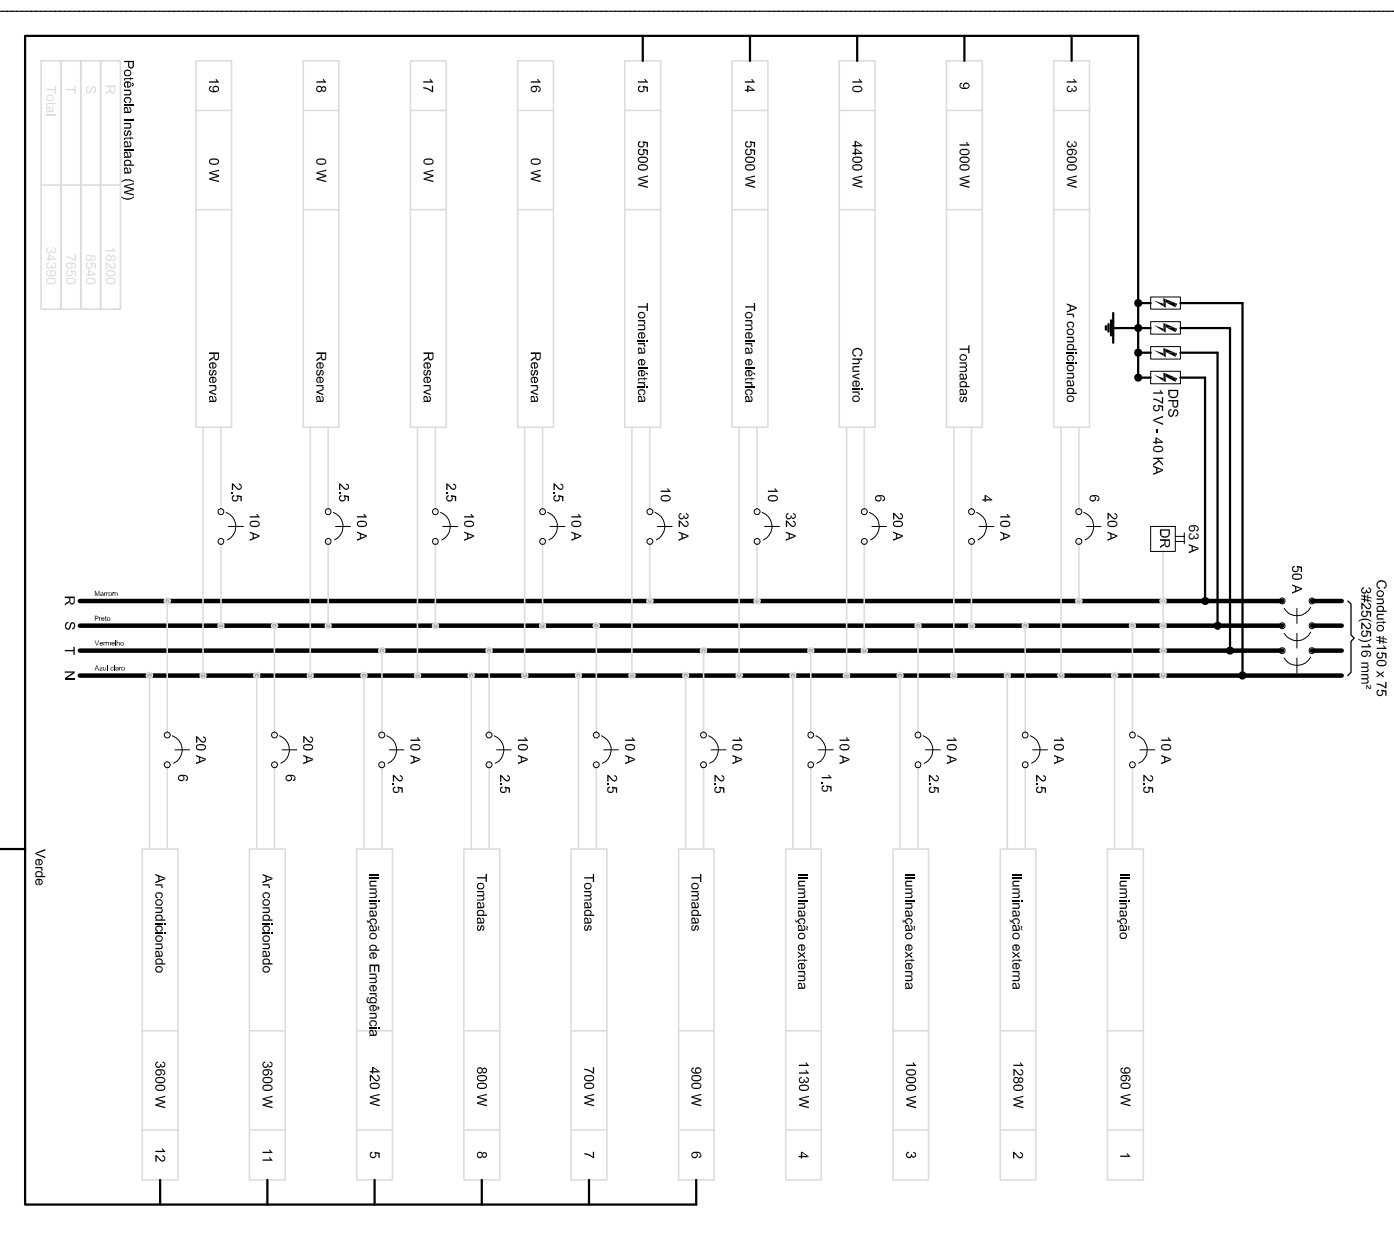 Conduto #150 x 75
3#25(25)16 mm²
50 A
63 A
DR
DPS
175 V - 40 KA
13
3600 W
Ar condicionado
6
20 A
9
1000 W
Tomadas
4
10 A
10
4400 W
Chuveiro
6
20 A
14
5500 W
Torneira elétrica
10
32 A
15
5500 W
Torneira elétrica
10
32 A
16
0 W
Reserva
2.5
10 A
17
0 W
Reserva
2.5
10 A
18
0 W
Reserva
2.5
10 A
19
0 W
Reserva
2.5
10 A
Potência Instalada (W)
R 18200
S 8540
T 7650
Total 34390
R Marrom
S Preto
T Vermelho
N Azul claro
10 A
2.5
Iluminação
960 W
1
10 A
2.5
Iluminação externa
1280 W
2
10 A
2.5
Iluminação externa
1000 W
3
10 A
1.5
Iluminação externa
1130 W
4
10 A
2.5
Tomadas
900 W
6
10 A
2.5
Tomadas
700 W
7
10 A
2.5
Tomadas
800 W
8
10 A
2.5
Iluminação de Emergência
420 W
5
20 A
6
Ar condicionado
3600 W
11
20 A
6
Ar condicionado
3600 W
12
Verde